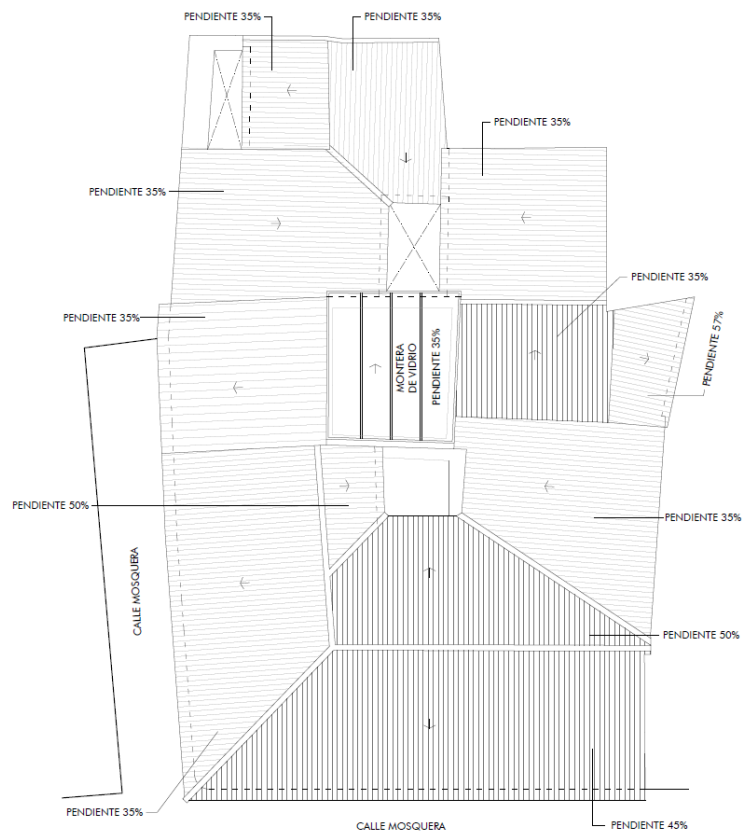 PENDIENTE 35%
PENDIENTE 35%
PENDIENTE 35%
PENDIENTE 35%
PENDIENTE 35%
PENDIENTE 35%
PENDIENTE 57%
MONTERA
DE VIDRIO
PENDIENTE 35%
PENDIENTE 50%
PENDIENTE 35%
CALLE MOSQUERA
PENDIENTE 50%
PENDIENTE 35%
PENDIENTE 45%
CALLE MOSQUERA